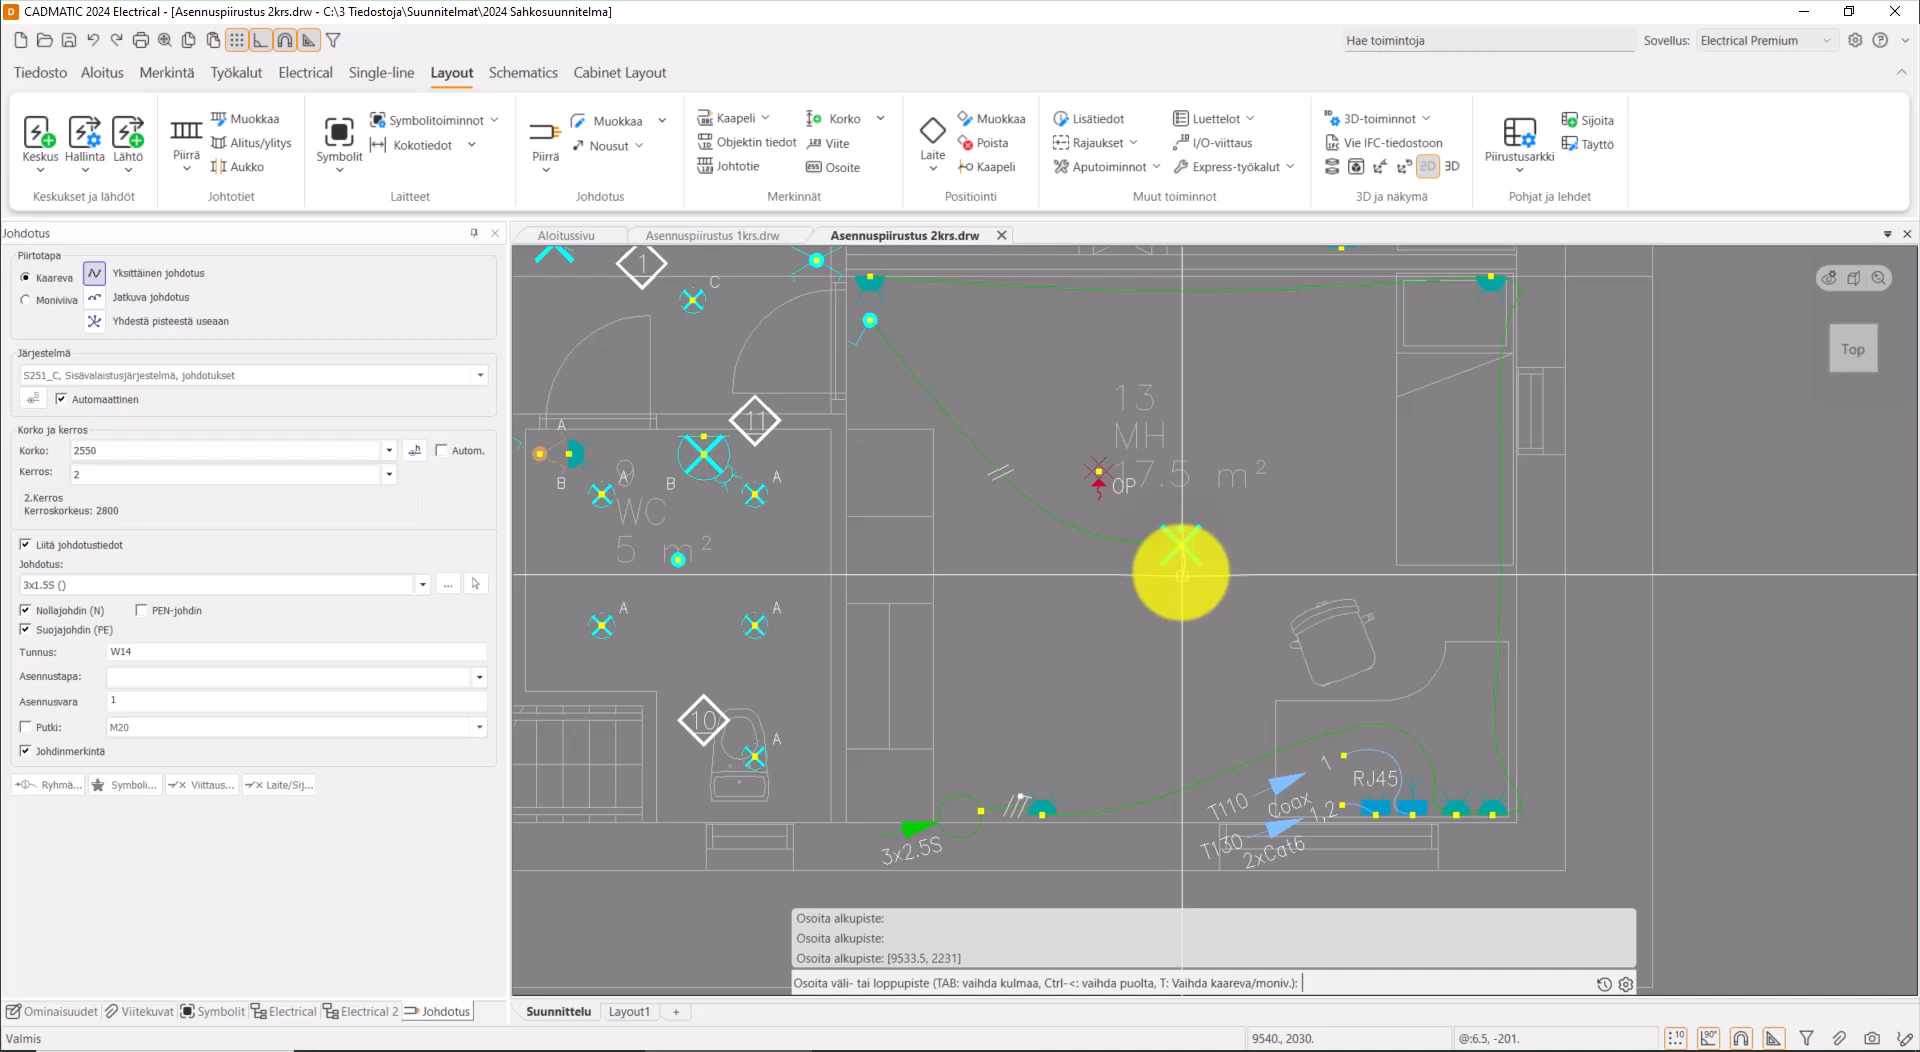 CADMATIC 2024 Electrical - [Asennuspiirustus 2krs.drw - C:\3 Tiedostoja\Suunnitelmat\2024 Sahkosuunnitelma]
Hae toimintoja
Sovellus: Electrical Premium
Tiedosto Aloitus Merkintä Työkalut Electrical Single-line Layout Schematics Cabinet Layout
Keskus Hallinta Lähtö
Keskukset ja lähdöt
Piirrä
Muokkaa
Alitus/ylitys
Aukko
Johtotiet
Symbolit
Symbolitoiminnot
Kokotiedot
Laitteet
Piirrä
Muokkaa
Nousut
Johdotus
Kaapeli
Objektin tiedot
Johtotie
Korko
Viite
Osoite
Merkinnät
Laite
Muokkaa
Poista
Kaapeli
Positiointi
Lisätiedot
Rajaukset
Aputoiminnot
Luettelot
I/O-viittaus
Express-työkalut
Muut toiminnot
3D-toiminnot
Vie IFC-tiedostoon
2D 3D
3D ja näkymä
Piirustusarkki
Sijoita
Täyttö
Pohjat ja lehdet
Johdotus
Piirtotapa
Kaareva
Moniviiva
Yksittäinen johdotus
Jatkuva johdotus
Yhdestä pisteestä useaan
Järjestelmä
S251_C, Sisävalaistusjärjestelmä, johdotukset
Automaattinen
Korko ja kerros
Korko: 2550 Autom.
Kerros: 2
2.Kerros
Kerroskorkeus: 2800
Liitä johdotustiedot
Johdotus:
3x1.5S () ...
Nollajohdin (N) PEN-johdin
Suojajohdin (PE)
Tunnus: W14
Asennustapa:
Asennusvara 1
Putki: M20
Johdinmerkintä
Ryhmä... Symboli... Viittaus... Laite/Sij...
Ominaisuudet Viitekuvat Symbolit Electrical Electrical 2 Johdotus
Aloitussivu Asennuspiirustus 1krs.drw Asennuspiirustus 2krs.drw
1
C
11
A
B
9
WC
5 m²
A
B
A
A
A
10
A
13
MH
17.5 m²
OP
Top
3x2.5S
T110
Coax
1
RJ45
1,2
T130
2xCat6
Osoita alkupiste:
Osoita alkupiste:
Osoita alkupiste: [9533.5, 2231]
Osoita väli- tai loppupiste (TAB: vaihda kulmaa, Ctrl-<: vaihda puolta, T: Vaihda kaareva/moniv.):
Suunnittelu Layout1 +
Valmis
9540., 2030.
@:6.5, -201.